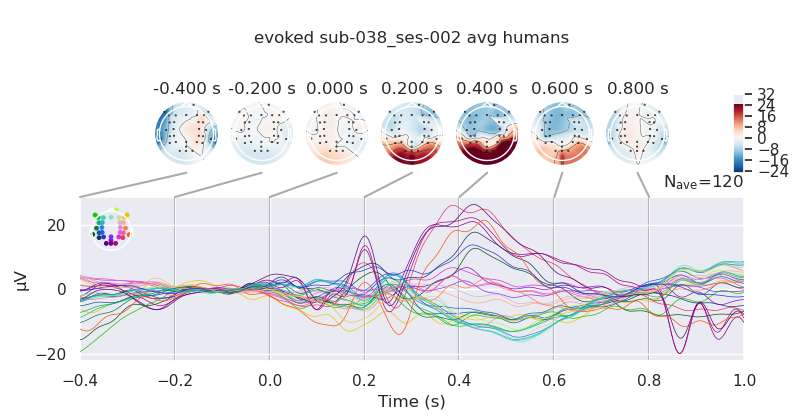 evoked sub-038_ses-002 avg humans
-0.400 s -0.200 s 0.000 s 0.200 s 0.400 s 0.600 s 0.800 s
32
24
16
8
0
−8
−16
−24
Nave=120
µV
20
0
−20
−0.4 −0.2 0.0 0.2 0.4 0.6 0.8 1.0
Time (s)